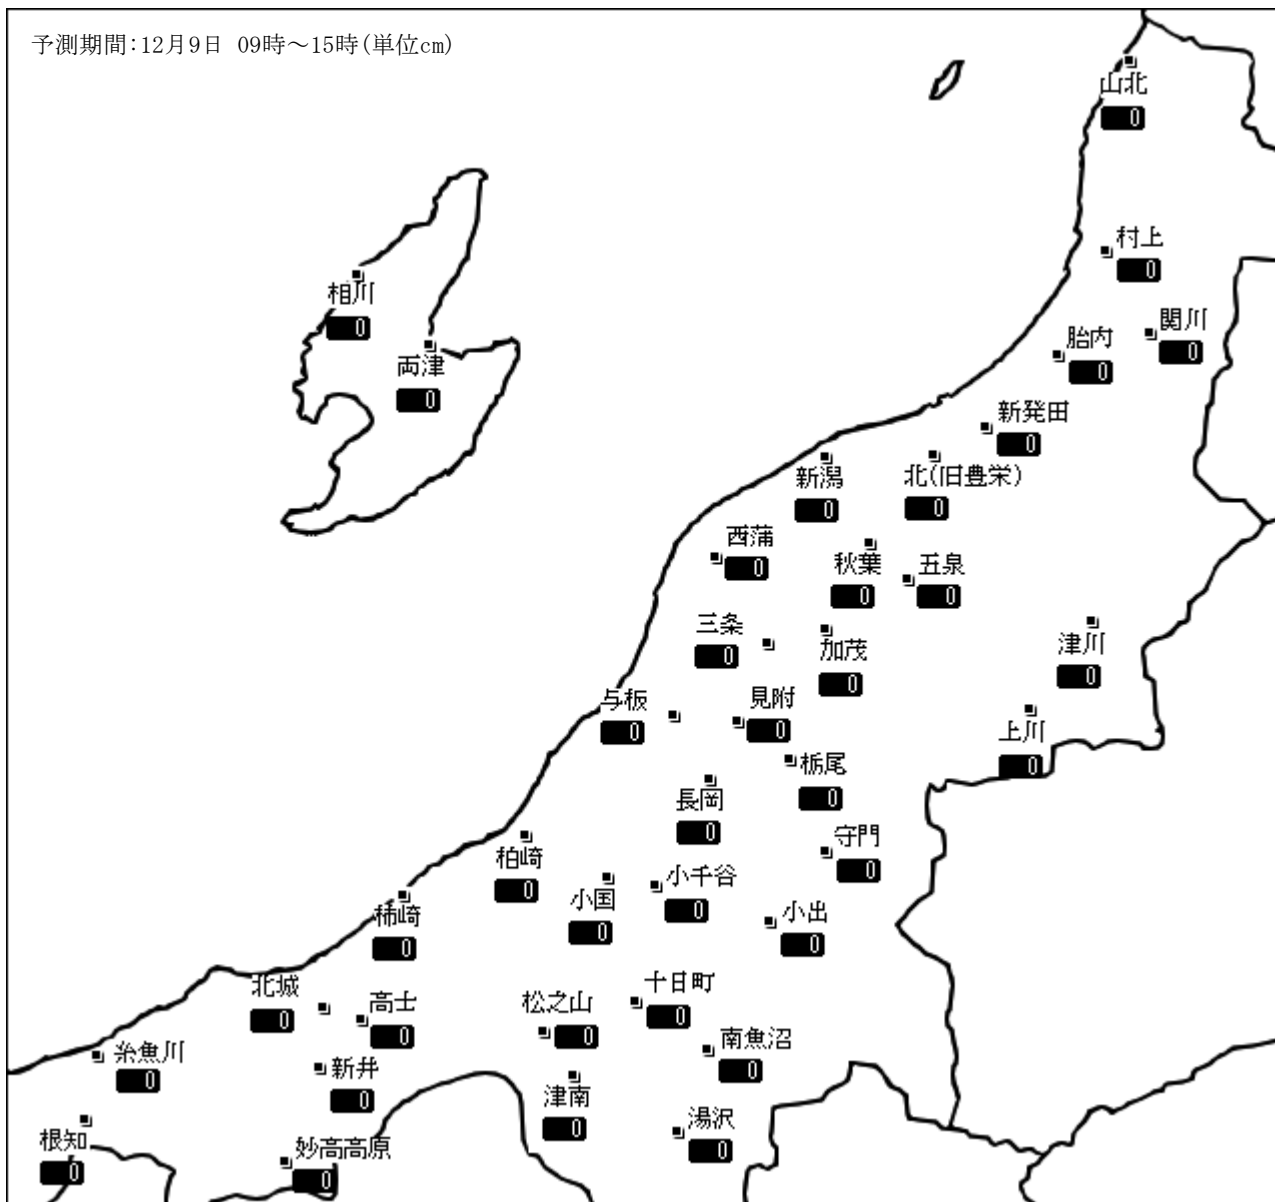 予測期間:12月9日 09時～15時(単位cm)
山北
0
村上
0
相川
0
関川
0
胎内
0
両津
0
新発田
0
新潟
0
北(旧豊栄)
0
西蒲
0
秋葉
0
五泉
0
三条
0
加茂
0
津川
0
与板
0
見附
0
上川
0
栃尾
0
長岡
0
守門
0
柏崎
0
小国
0
小千谷
0
小出
0
柿崎
0
北城
0
高士
0
松之山
0
十日町
0
南魚沼
0
糸魚川
0
新井
0
津南
0
湯沢
0
根知
0
妙高高原
0